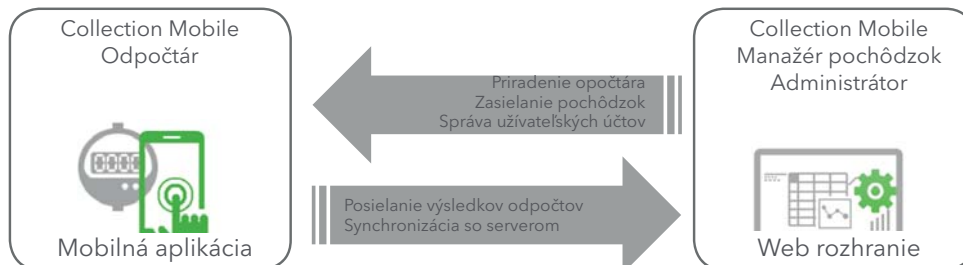 Collection Mobile
Odpočtár
Mobilná aplikácia
Priradenie opočtára
Zasielanie pochôdzok
Správa užívateľských účtov
Posielanie výsledkov odpočtov
Synchronizácia so serverom
Collection Mobile
Manažér pochôdzok
Administrátor
Web rozhranie